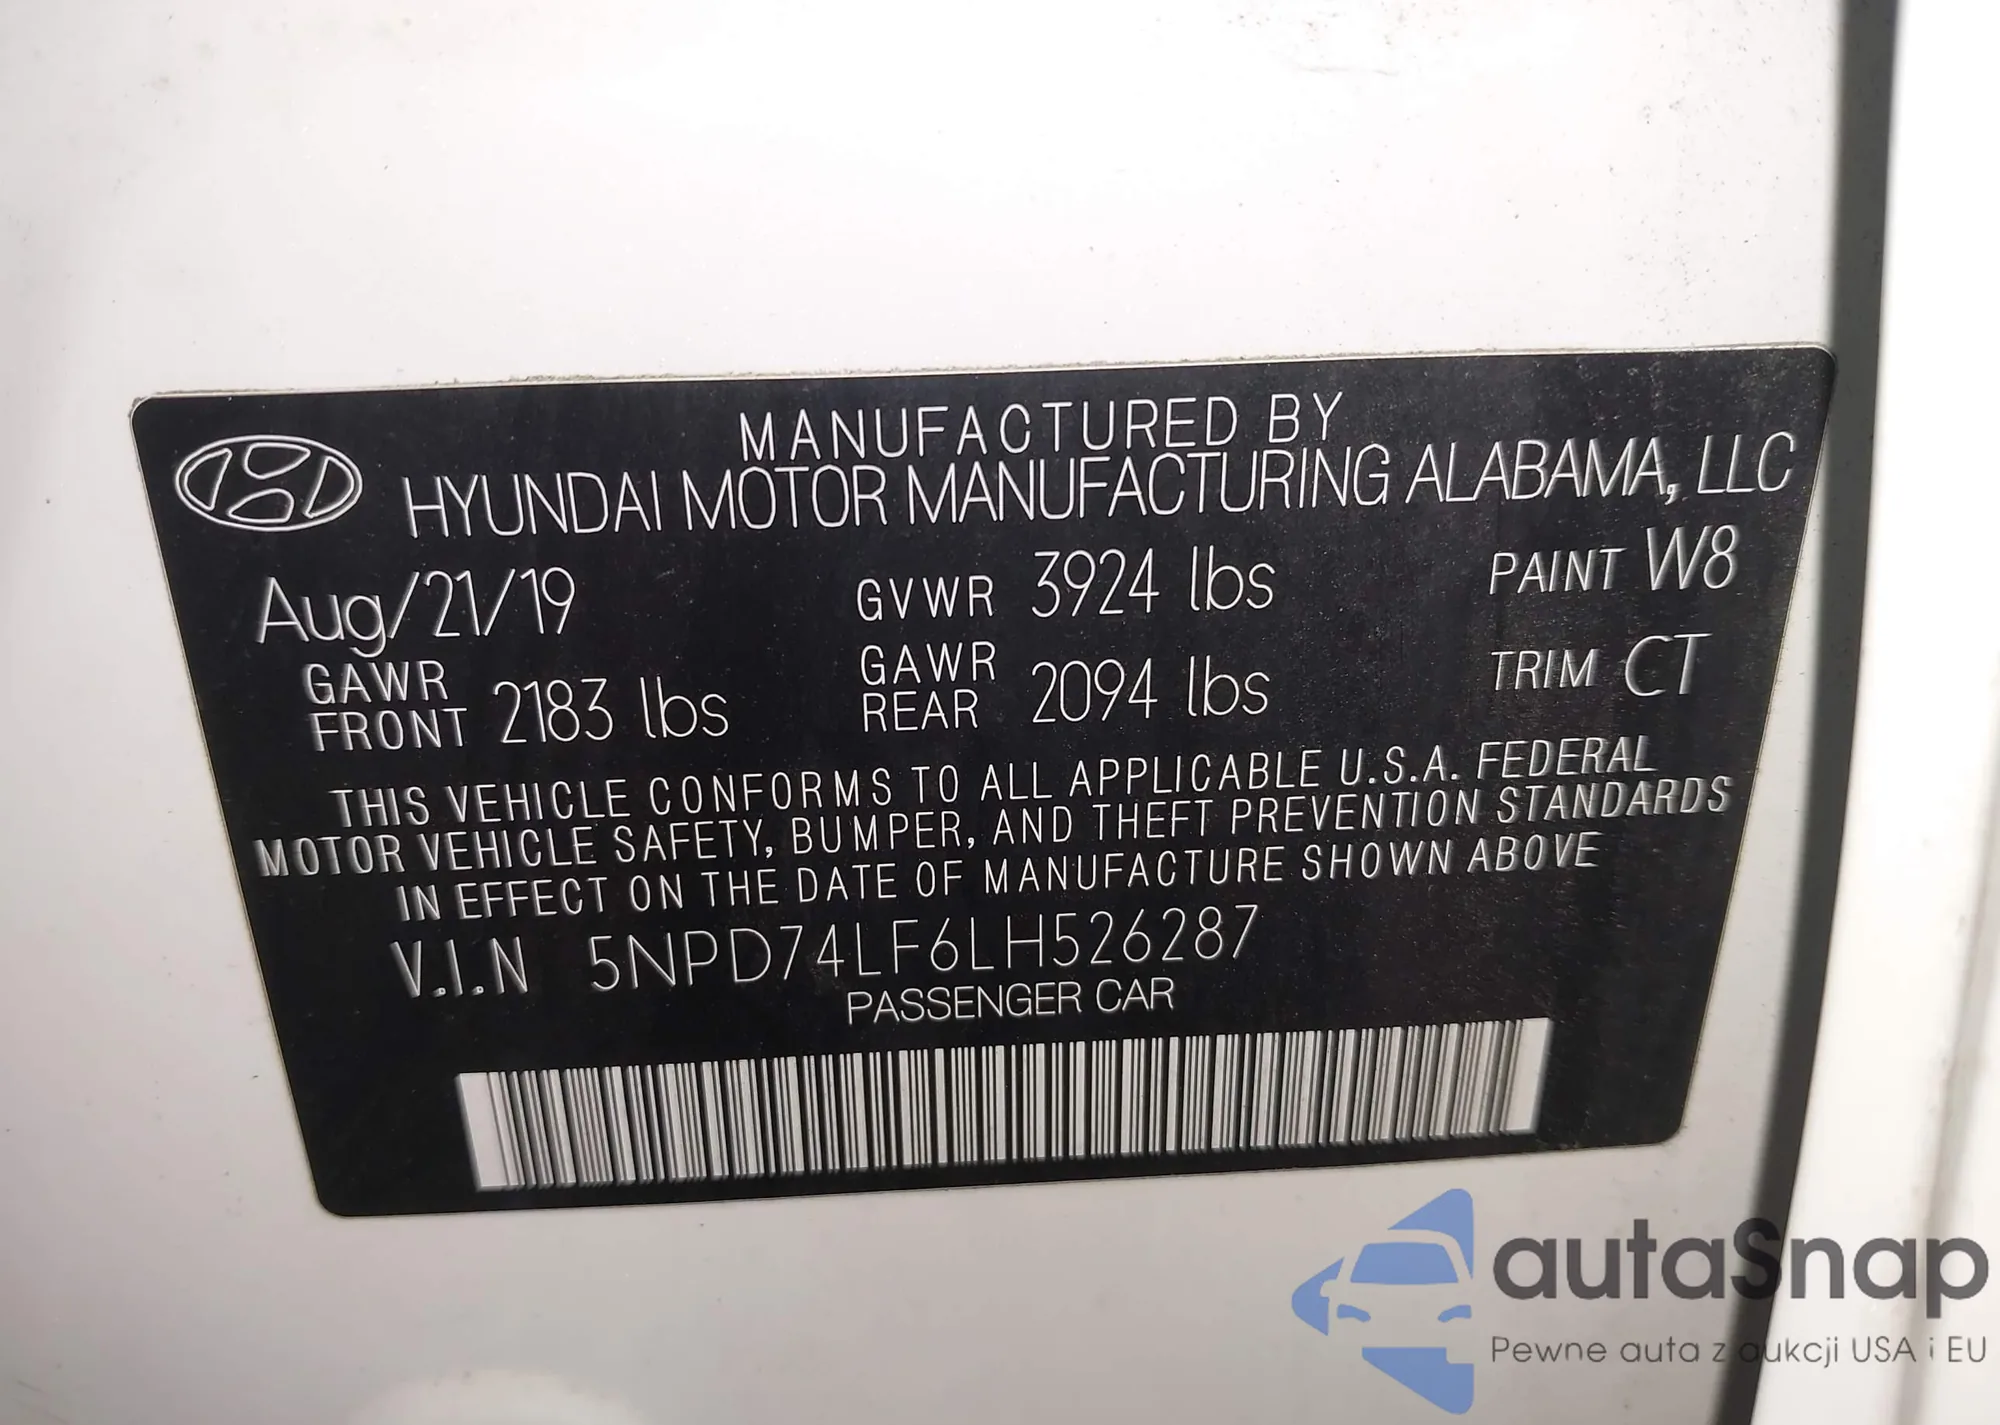 MANUFACTURED BY
HYUNDAI MOTOR MANUFACTURING ALABAMA, LLC
Aug/21/19 GVWR 3924 lbs PAINT W8
GAWR FRONT 2183 lbs GAWR REAR 2094 lbs TRIM CT
THIS VEHICLE CONFORMS TO ALL APPLICABLE U.S.A. FEDERAL
MOTOR VEHICLE SAFETY, BUMPER, AND THEFT PREVENTION STANDARDS
IN EFFECT ON THE DATE OF MANUFACTURE SHOWN ABOVE
V.I.N 5NPD74LF6LH526287
PASSENGER CAR
autaSnap
Pewne auta z aukcji USA i EU